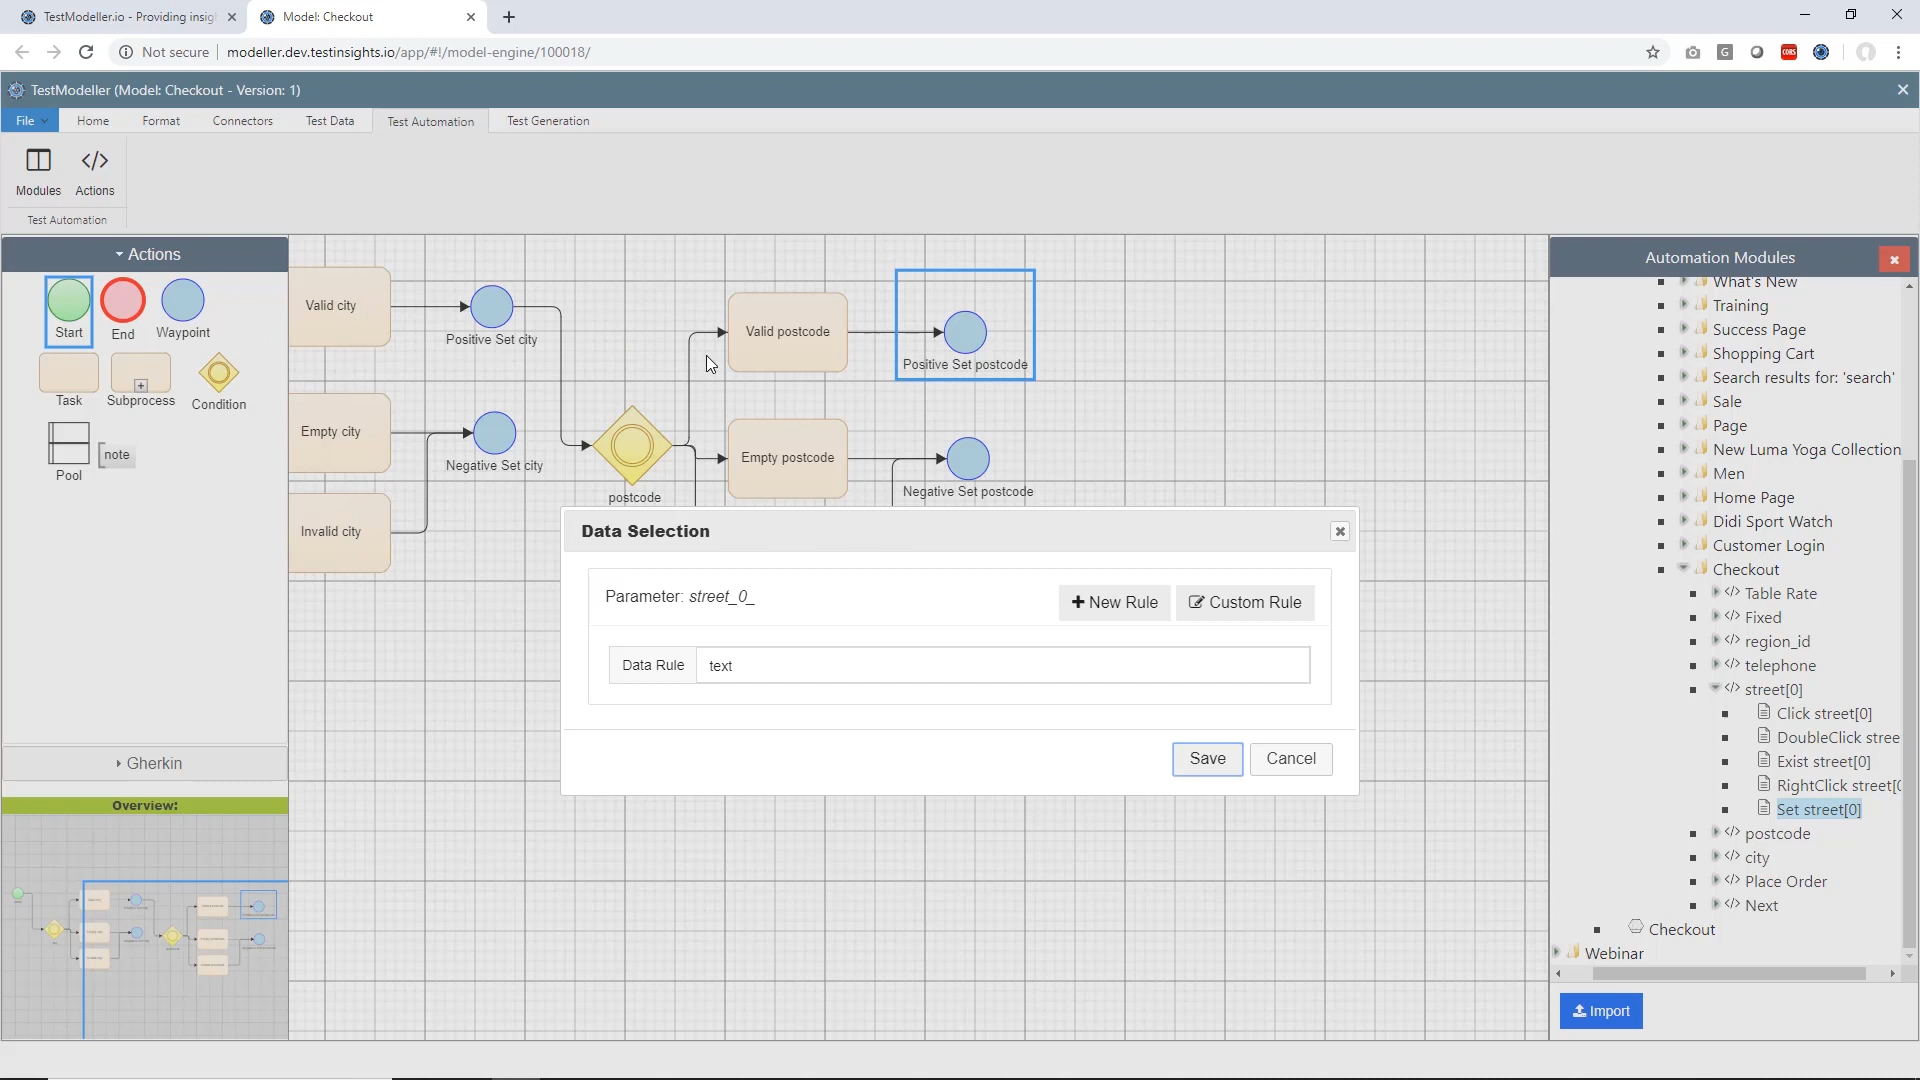 TestModeller.io - Providing insig
Model: Checkout
Not secure
modeller.dev.testinsights.io/app/#!/model-engine/100018/
TestModeller (Model: Checkout - Version: 1)
File
Home
Format
Connectors
Test Data
Test Automation
Test Generation
Modules
Actions
Test Automation
Actions
Start
End
Waypoint
Task
Subprocess
Condition
Pool
note
Gherkin
Overview:
Valid city
Positive Set city
Empty city
Negative Set city
Invalid city
postcode
Valid postcode
Positive Set postcode
Empty postcode
Negative Set postcode
Data Selection
Parameter: street_0_
New Rule
Custom Rule
Data Rule
text
Save
Cancel
Automation Modules
What's New
Training
Success Page
Shopping Cart
Search results for: 'search'
Sale
Page
New Luma Yoga Collection
Men
Home Page
Didi Sport Watch
Customer Login
Checkout
Table Rate
Fixed
region_id
telephone
street[0]
Click street[0]
DoubleClick stree
Exist street[0]
RightClick street[0
Set street[0]
postcode
city
Place Order
Next
Checkout
Webinar
Import